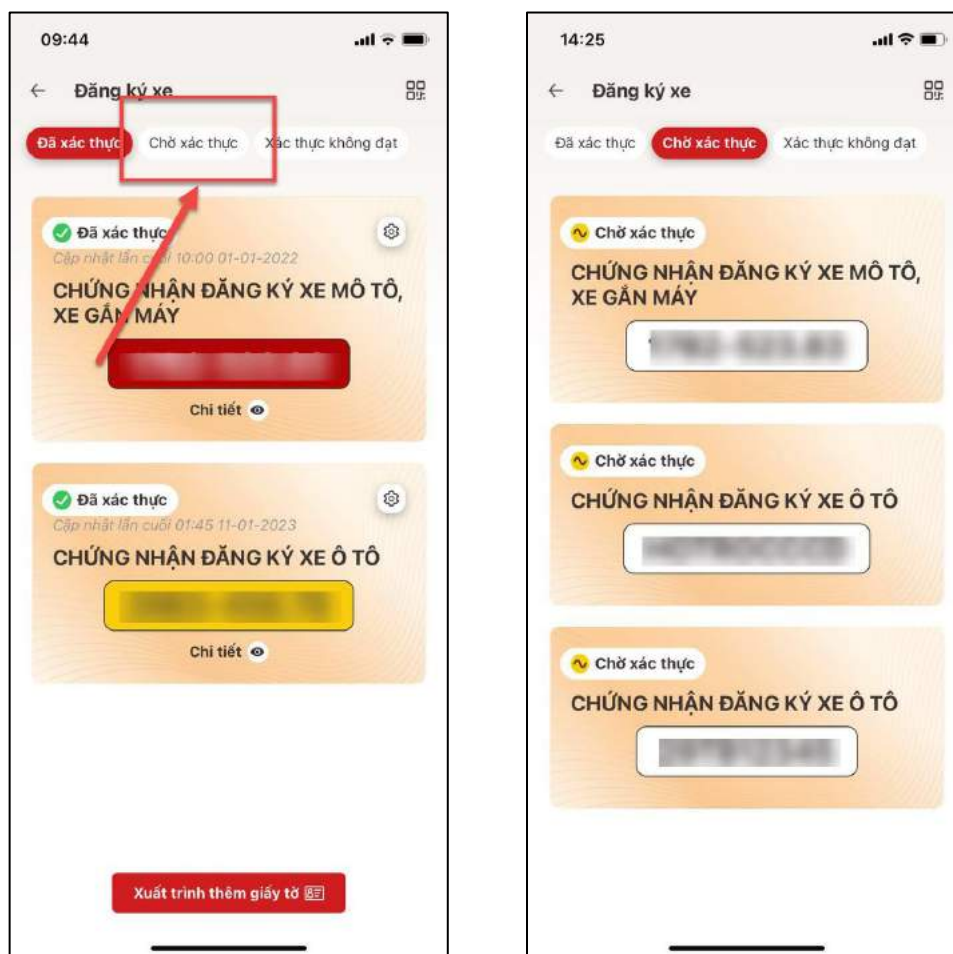 09:44
Đăng ký xe
Đã xác thực
Chờ xác thực
Xác thực không đạt
Đã xác thực
Cập nhật lần cuối 10:00 01-01-2022
CHỨNG NHẬN ĐĂNG KÝ XE MÔ TÔ,
XE GẮN MÁY
Chi tiết
Đã xác thực
Cập nhật lần cuối 01:45 11-01-2023
CHỨNG NHẬN ĐĂNG KÝ XE Ô TÔ
Chi tiết
Xuất trình thêm giấy tờ
14:25
Đăng ký xe
Đã xác thực
Chờ xác thực
Xác thực không đạt
Chờ xác thực
CHỨNG NHẬN ĐĂNG KÝ XE MÔ TÔ,
XE GẮN MÁY
Chờ xác thực
CHỨNG NHẬN ĐĂNG KÝ XE Ô TÔ
Chờ xác thực
CHỨNG NHẬN ĐĂNG KÝ XE Ô TÔ